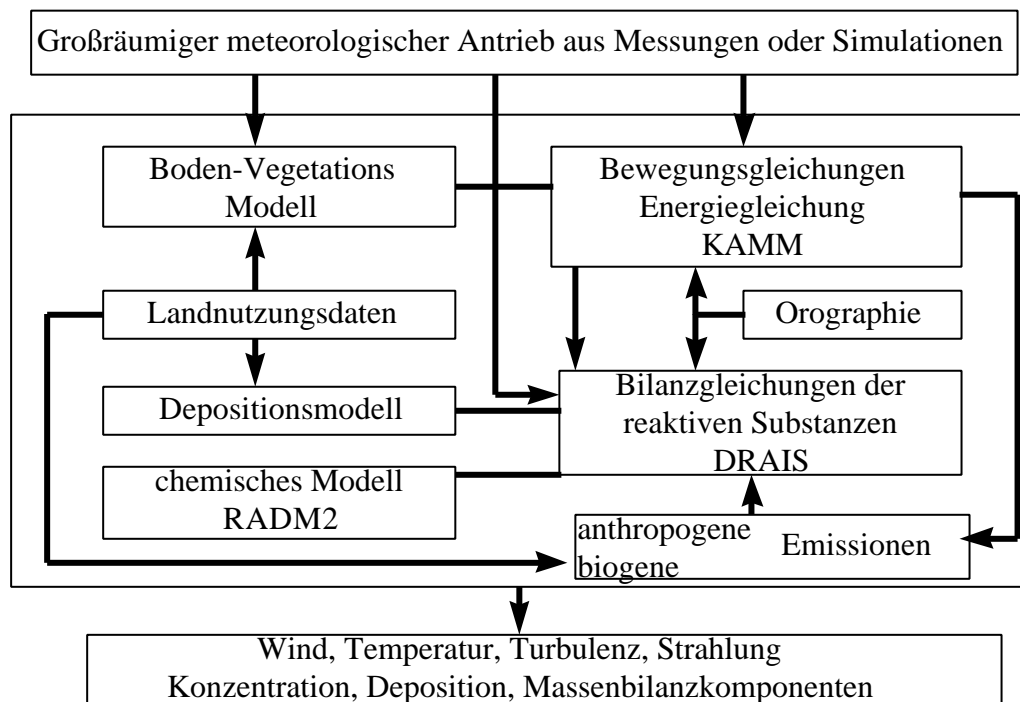 Großräumiger meteorologischer Antrieb aus Messungen oder Simulationen
Boden-Vegetations
Modell
Bewegungsgleichungen
Energiegleichung
KAMM
Landnutzungsdaten
Orographie
Depositionsmodell
Bilanzgleichungen der
reaktiven Substanzen
DRAIS
chemisches Modell
RADM2
anthropogene
biogene
Emissionen
Wind, Temperatur, Turbulenz, Strahlung
Konzentration, Deposition, Massenbilanzkomponenten